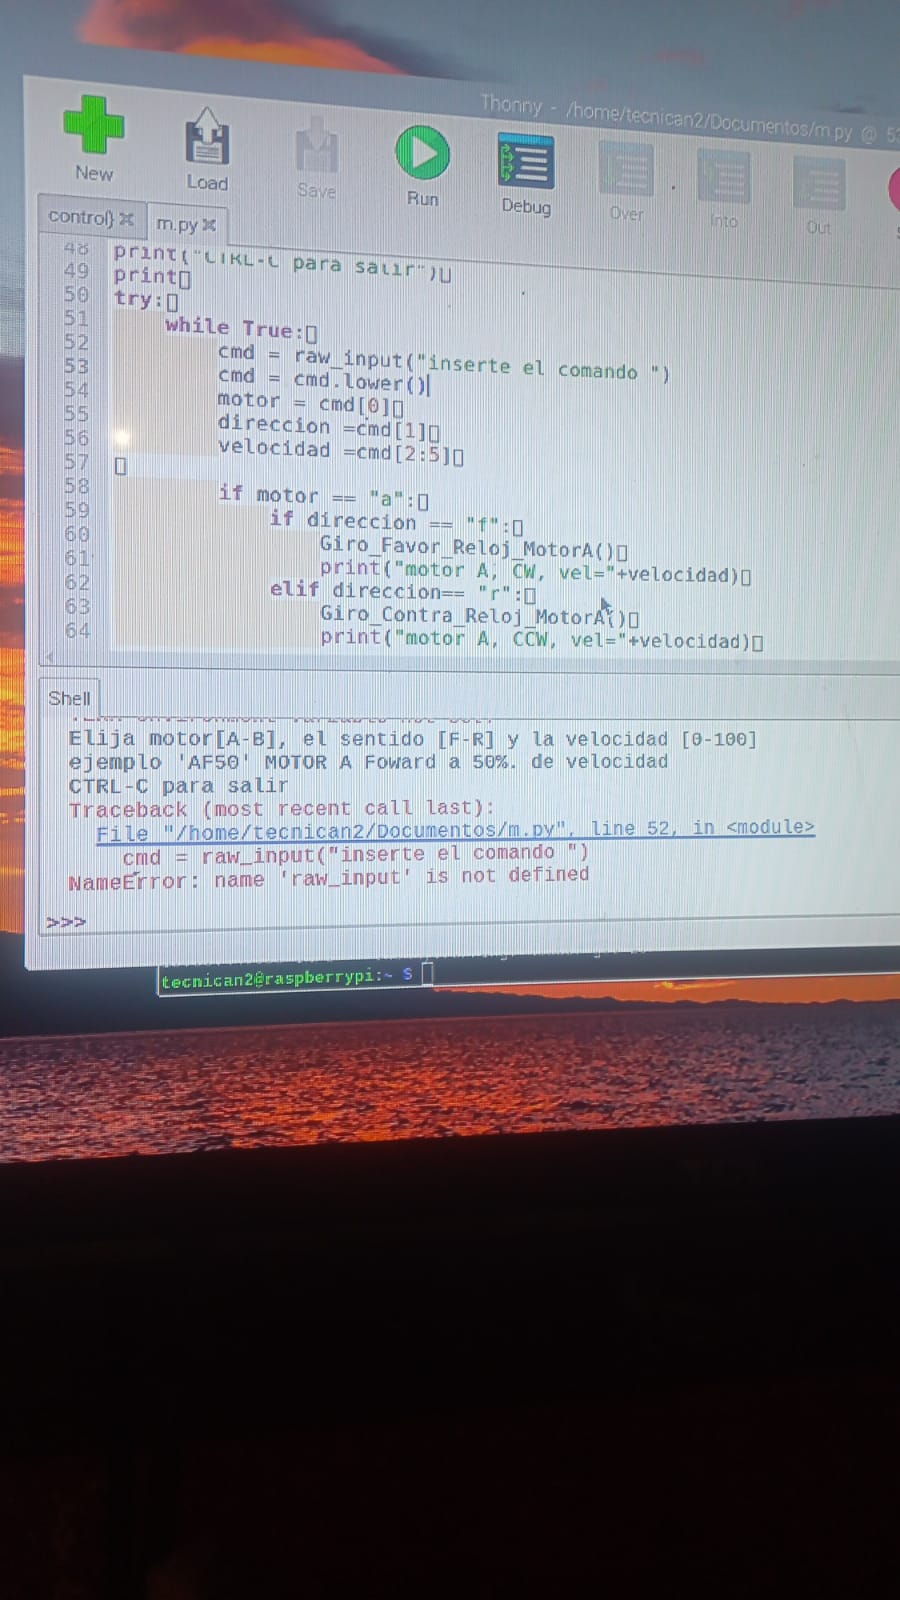 Thonny - /home/tecnican2/Documentos/m.py @ 5
New
Load
Save
Run
Debug
Over
Into
Out
control} ✕ m.py ✕
48 print("CTRL-C para salir")▯
49 print▯
50 try:▯
51 while True:▯
52 cmd = raw_input("inserte el comando ")
53 cmd = cmd.lower()
54 motor = cmd[0]▯
55 direccion =cmd[1]▯
56 velocidad =cmd[2:5]▯
57 ▯
58 if motor == "a":▯
59 if direccion == "f":▯
60 Giro_Favor_Reloj_MotorA()▯
61 print("motor A, CW, vel="+velocidad)▯
62 elif direccion== "r":▯
63 Giro_Contra_Reloj_MotorA()▯
64 print("motor A, CCW, vel="+velocidad)▯
Shell
Elija motor[A-B], el sentido [F-R] y la velocidad [0-100]
ejemplo 'AF50' MOTOR A Foward a 50%. de velocidad
CTRL-C para salir
Traceback (most recent call last):
File "/home/tecnican2/Documentos/m.py", line 52, in <module>
cmd = raw_input("inserte el comando ")
NameError: name 'raw_input' is not defined
>>>
tecnican2@raspberrypi:~ $